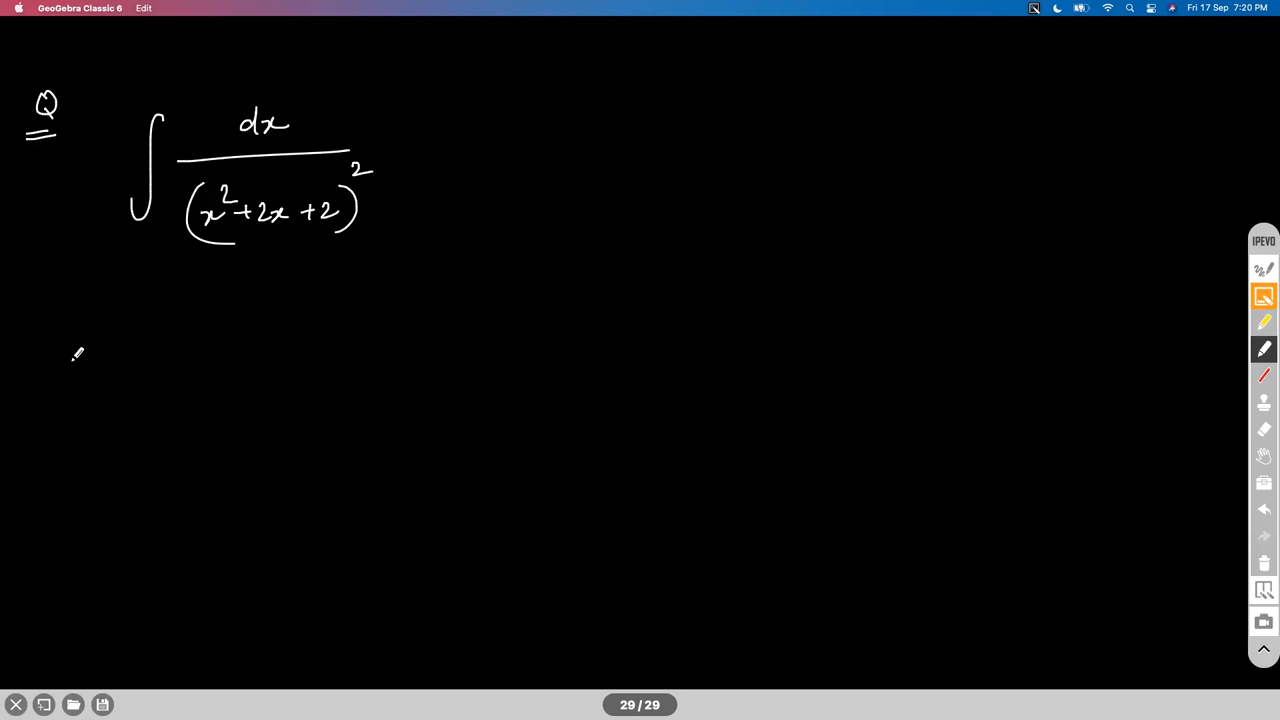 GeoGebra Classic 6 Edit Fri 17 Sep 7:20 PM
Q
∫ dx / (x² + 2x + 2)²
IPEVO
29 / 29